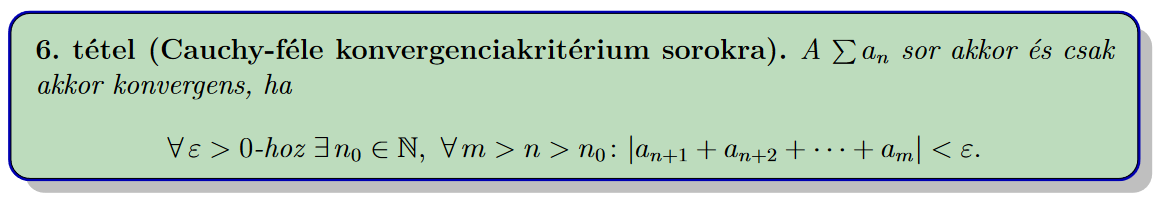 6. tétel (Cauchy-féle konvergenciakritérium sorokra). A ∑ aₙ sor akkor és csak
akkor konvergens, ha
∀ ε > 0-hoz ∃ n₀ ∈ ℕ, ∀ m > n > n₀: |aₙ₊₁ + aₙ₊₂ + ⋯ + aₘ| < ε.